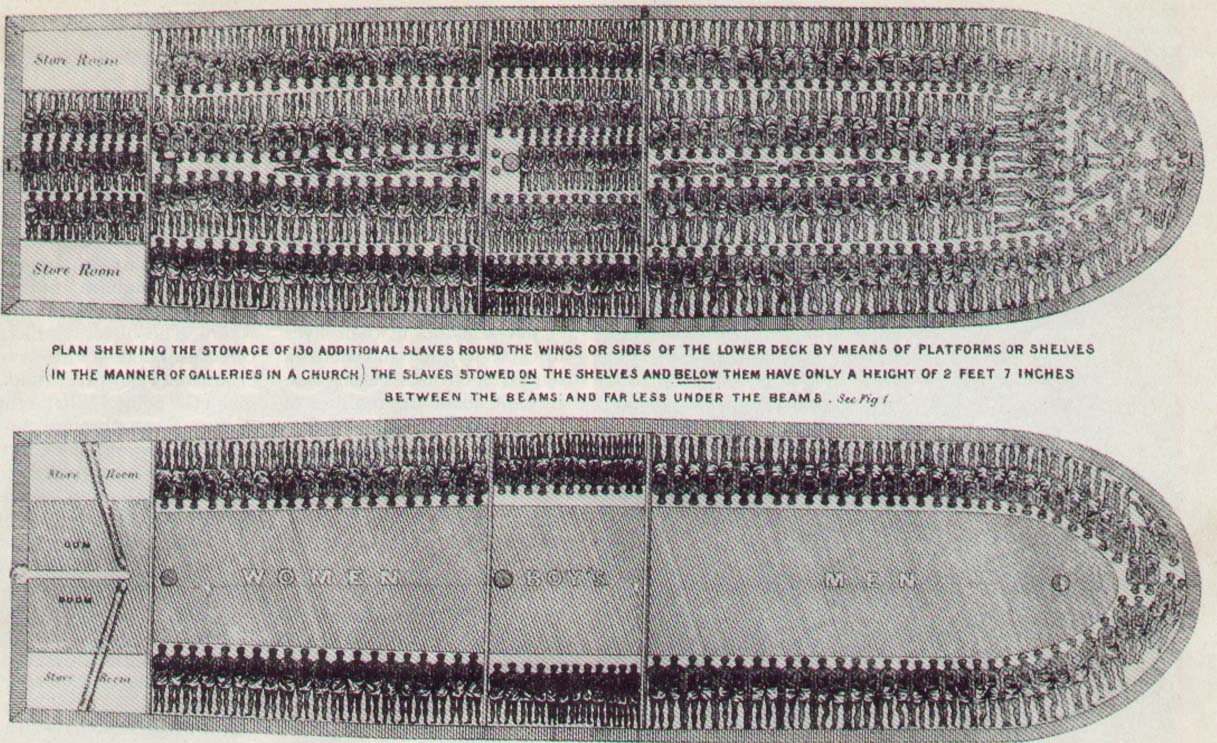 Store Room
Store Room
PLAN SHEWING THE STOWAGE OF 130 ADDITIONAL SLAVES ROUND THE WINGS OR SIDES OF THE LOWER DECK BY MEANS OF PLATFORMS OR SHELVES
(IN THE MANNER OF GALLERIES IN A CHURCH) THE SLAVES STOWED ON THE SHELVES AND BELOW THEM HAVE ONLY A HEIGHT OF 2 FEET 7 INCHES
BETWEEN THE BEAMS AND FAR LESS UNDER THE BEAMS. See Fig 1.
Store Room
GUN
ROOM
WOMEN
BOY'S
MEN
Store Room